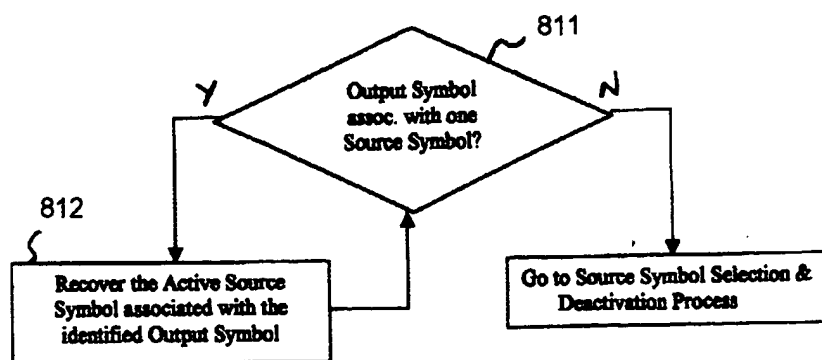 811
Y
N
Output Symbol
assoc. with one
Source Symbol?
812
Recover the Active Source
Symbol associated with the
identified Output Symbol
Go to Source Symbol Selection &
Deactivation Process